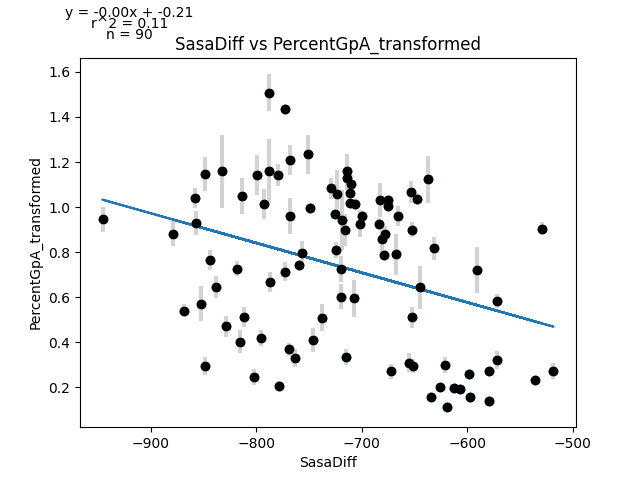 y = -0.00x + -0.21
r^2 = 0.11
n = 90
SasaDiff vs PercentGpA_transformed
1.6
1.4
1.2
1.0
0.8
0.6
0.4
0.2
PercentGpA_transformed
−900
−800
−700
−600
−500
SasaDiff